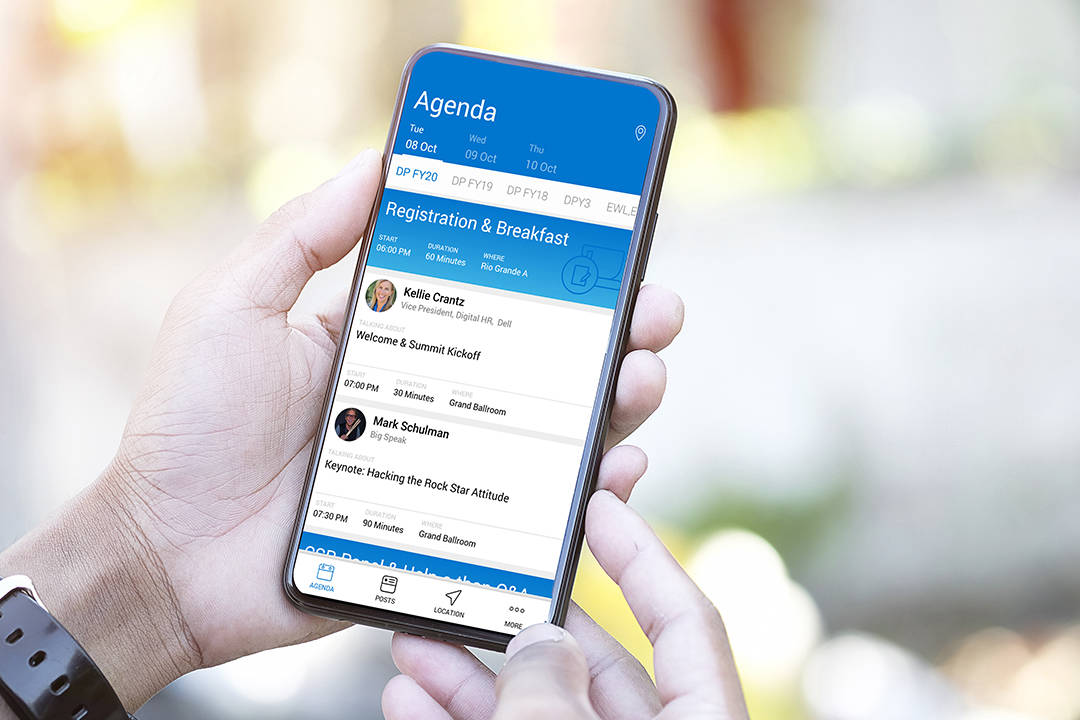 Agenda
Tue Wed Thu
08 Oct 09 Oct 10 Oct
DP FY20 DP FY19 DP FY18 DPY3 EWL,E
Registration & Breakfast
START DURATION WHERE
06:00 PM 60 Minutes Rio Grande A
Kellie Crantz
Vice President, Digital HR, Dell
TALKING ABOUT
Welcome & Summit Kickoff
START DURATION WHERE
07:00 PM 30 Minutes Grand Ballroom
Mark Schulman
Big Speak
TALKING ABOUT
Keynote: Hacking the Rock Star Attitude
START DURATION WHERE
07:30 PM 90 Minutes Grand Ballroom
Panel & Q&A
AGENDA POSTS LOCATION MORE